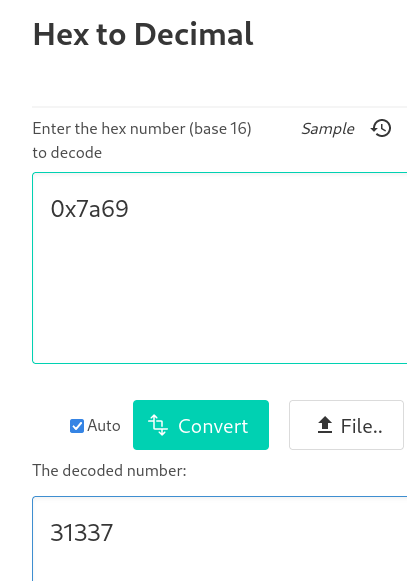 Hex to Decimal
Enter the hex number (base 16) Sample
to decode
0x7a69
Auto Convert File..
The decoded number:
31337